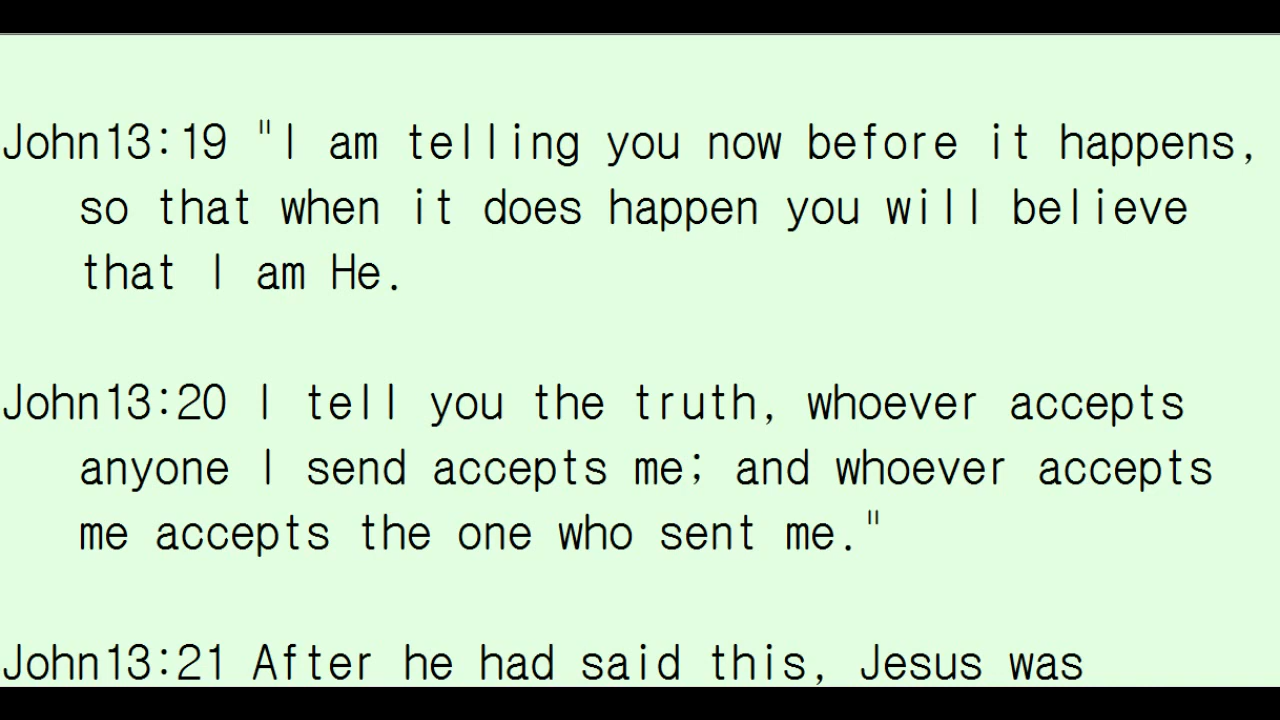 John13:19 "I am telling you now before it happens,
so that when it does happen you will believe
that I am He.
John13:20 I tell you the truth, whoever accepts
anyone I send accepts me; and whoever accepts
me accepts the one who sent me."
John13:21 After he had said this, Jesus was